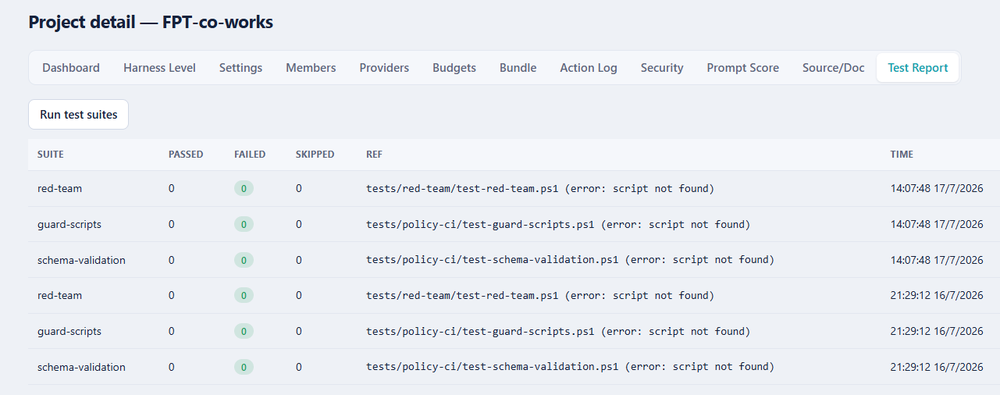 Project detail — FPT-co-works
Dashboard Harness Level Settings Members Providers Budgets Bundle Action Log Security Prompt Score Source/Doc Test Report
Run test suites
SUITE PASSED FAILED SKIPPED REF TIME
red-team 0 0 0 tests/red-team/test-red-team.ps1 (error: script not found) 14:07:48 17/7/2026
guard-scripts 0 0 0 tests/policy-ci/test-guard-scripts.ps1 (error: script not found) 14:07:48 17/7/2026
schema-validation 0 0 0 tests/policy-ci/test-schema-validation.ps1 (error: script not found) 14:07:48 17/7/2026
red-team 0 0 0 tests/red-team/test-red-team.ps1 (error: script not found) 21:29:12 16/7/2026
guard-scripts 0 0 0 tests/policy-ci/test-guard-scripts.ps1 (error: script not found) 21:29:12 16/7/2026
schema-validation 0 0 0 tests/policy-ci/test-schema-validation.ps1 (error: script not found) 21:29:12 16/7/2026